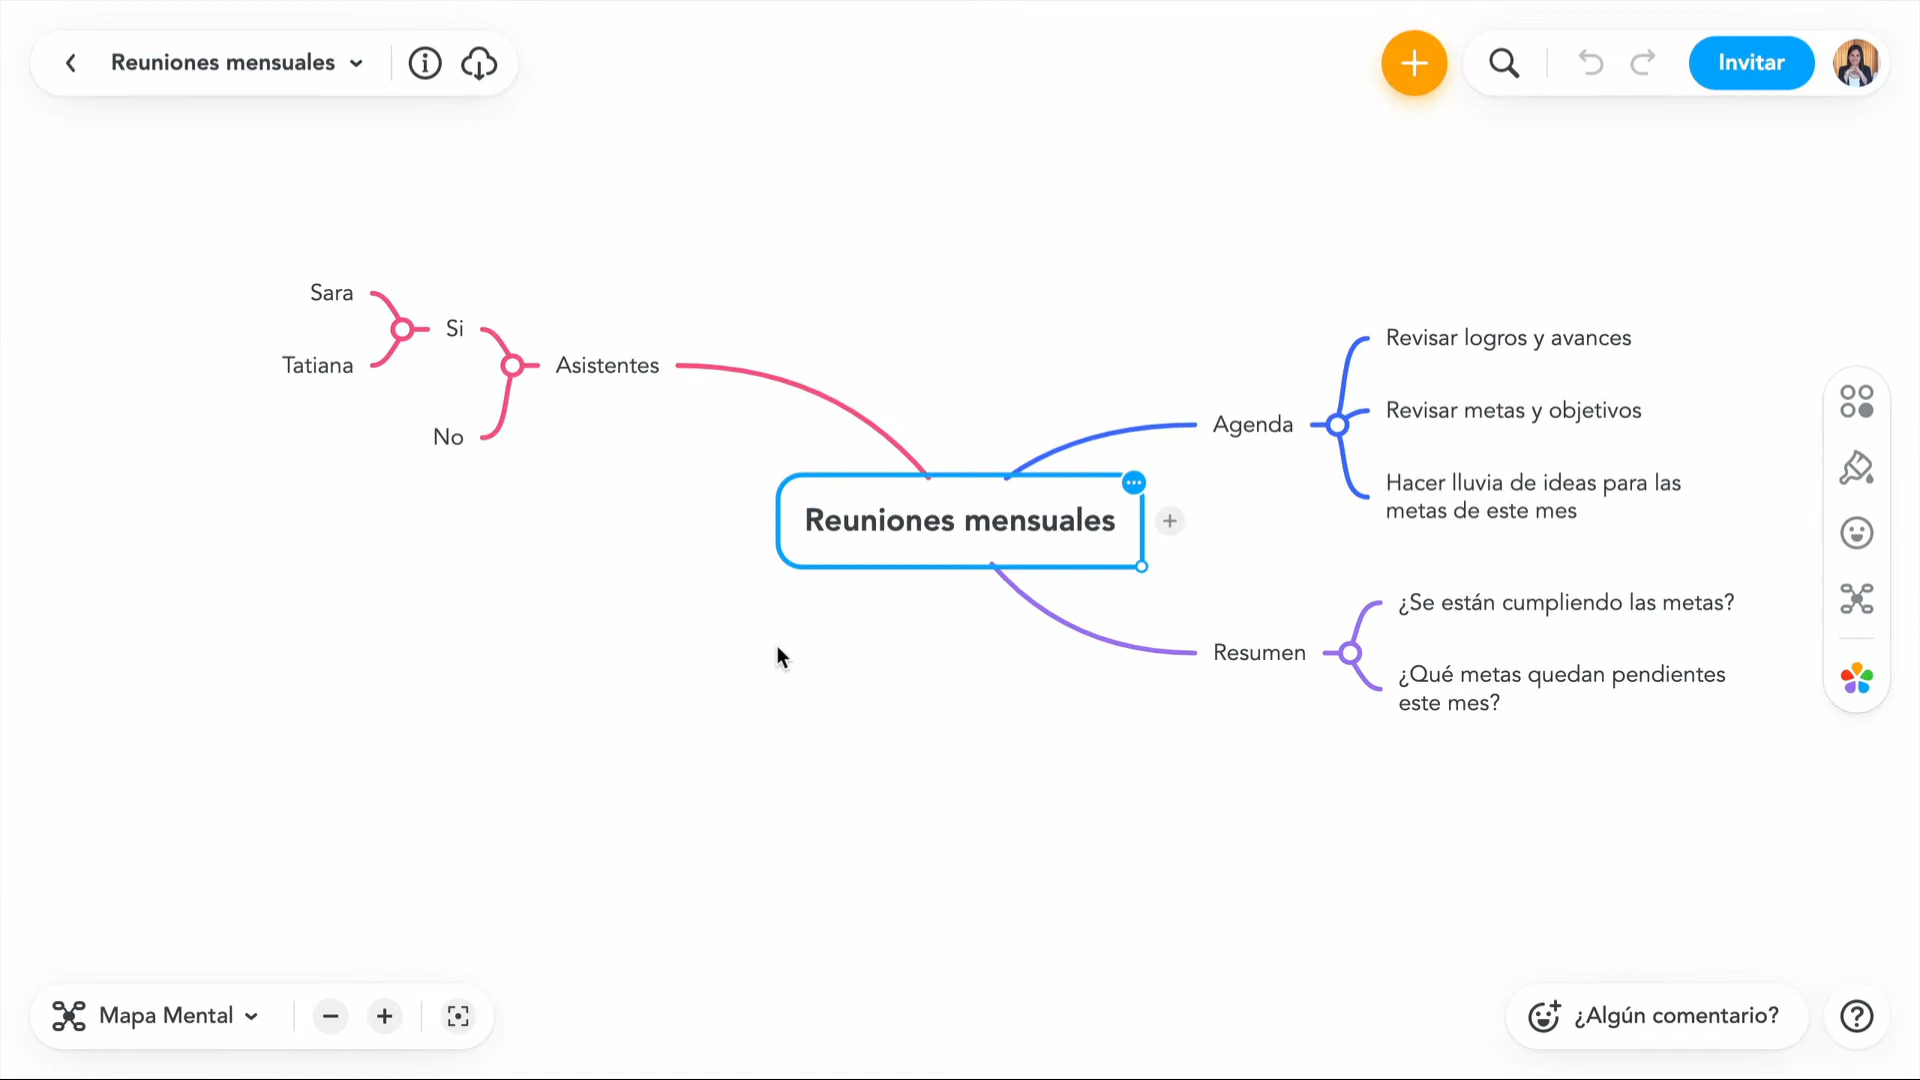 Reuniones mensuales
Invitar
Sara
Si
Tatiana
Asistentes
No
Reuniones mensuales
Agenda
Revisar logros y avances
Revisar metas y objetivos
Hacer lluvia de ideas para las
metas de este mes
Resumen
¿Se están cumpliendo las metas?
¿Qué metas quedan pendientes
este mes?
Mapa Mental
¿Algún comentario?